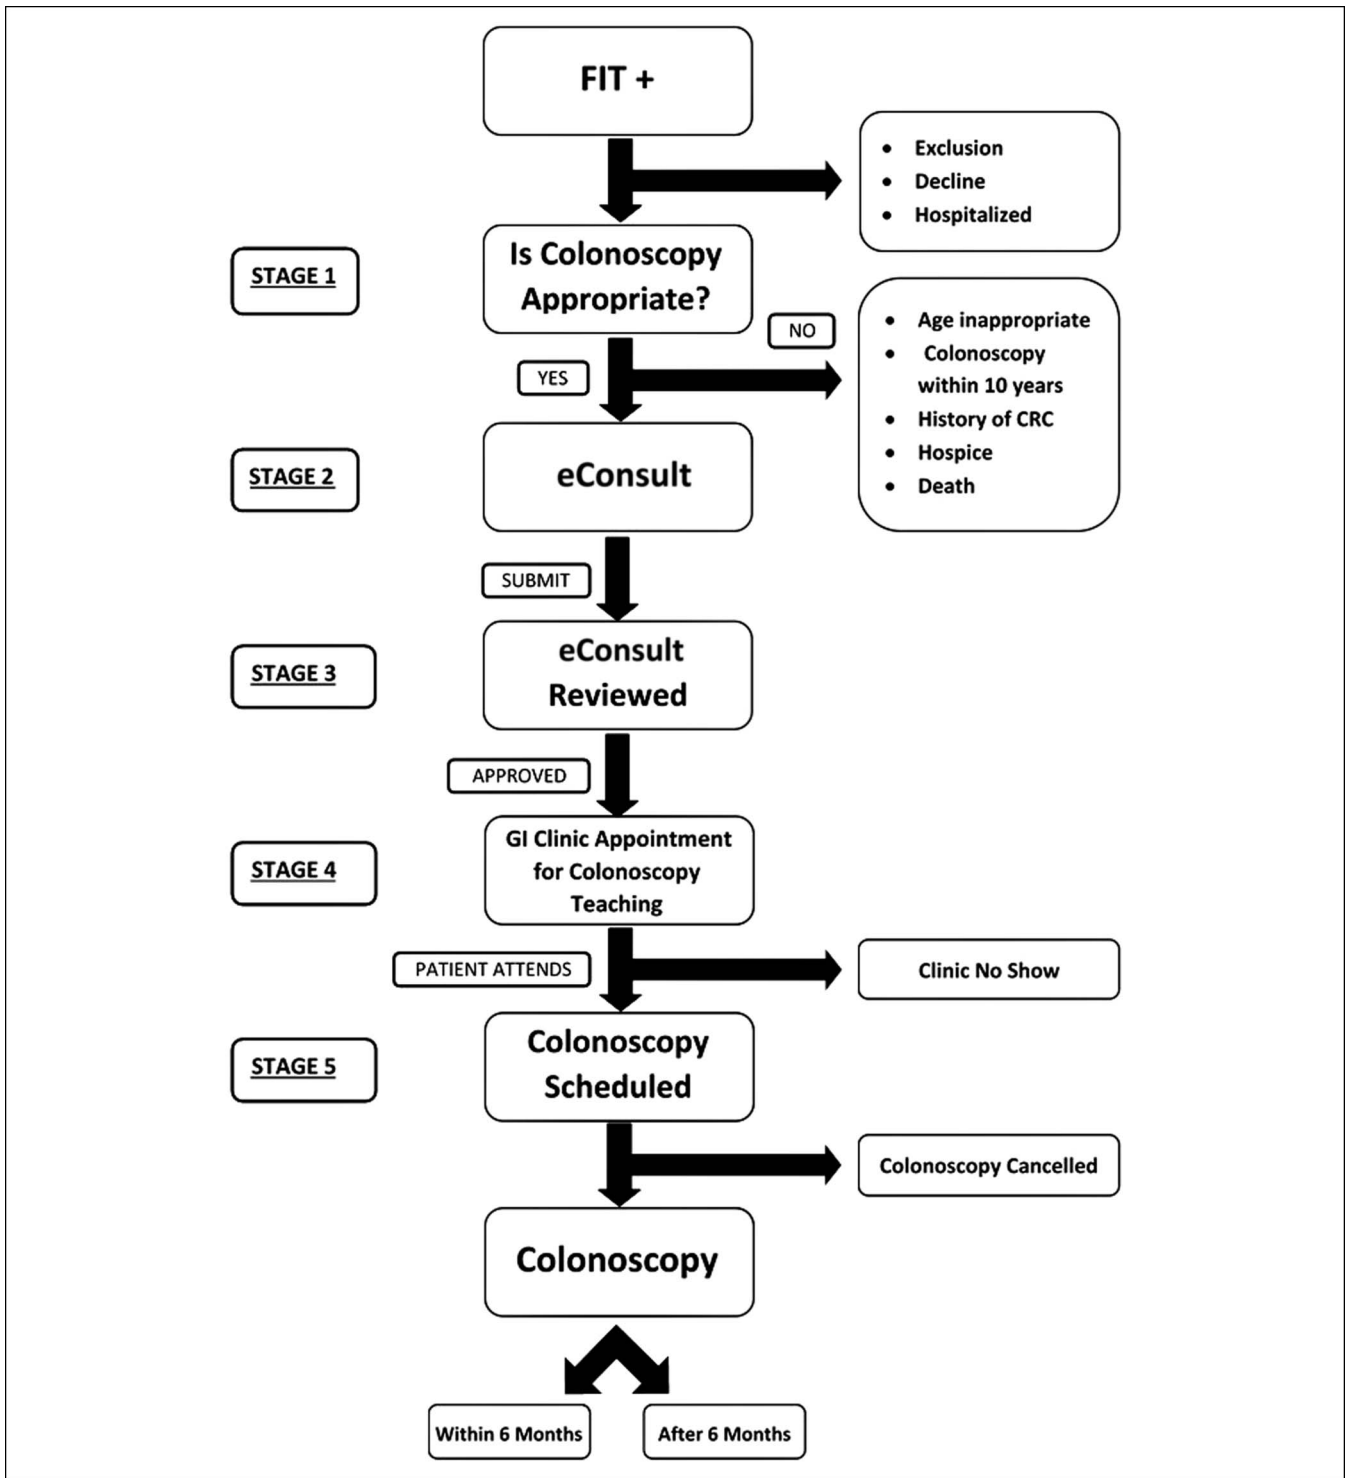 FIT +
• Exclusion
• Decline
• Hospitalized
STAGE 1
Is Colonoscopy
Appropriate?
NO
YES
• Age inappropriate
• Colonoscopy
within 10 years
• History of CRC
• Hospice
• Death
STAGE 2
eConsult
SUBMIT
STAGE 3
eConsult
Reviewed
APPROVED
STAGE 4
GI Clinic Appointment
for Colonoscopy
Teaching
PATIENT ATTENDS
Clinic No Show
STAGE 5
Colonoscopy
Scheduled
Colonoscopy Cancelled
Colonoscopy
Within 6 Months
After 6 Months